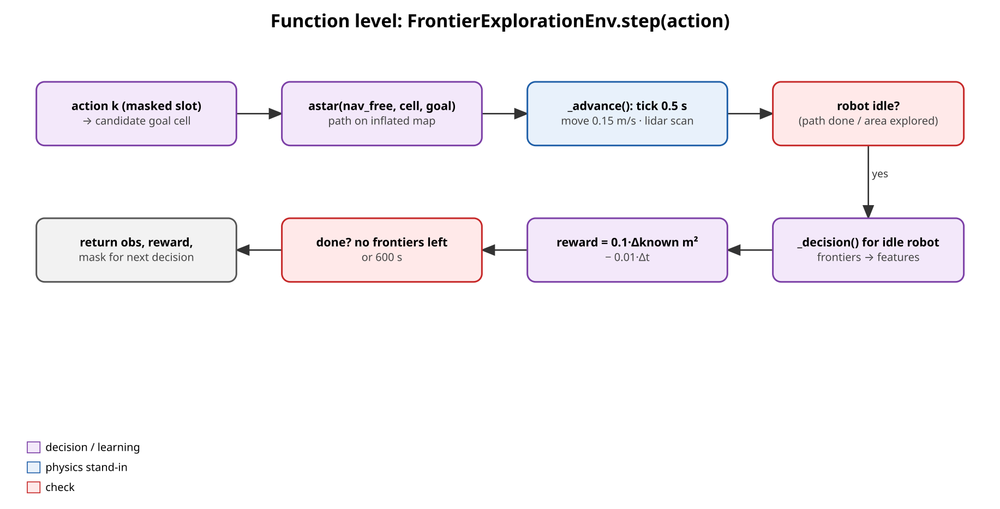 Function level: FrontierExplorationEnv.step(action)
action k (masked slot)
→ candidate goal cell
astar(nav_free, cell, goal)
path on inflated map
_advance(): tick 0.5 s
move 0.15 m/s · lidar scan
robot idle?
(path done / area explored)
yes
_decision() for idle robot
frontiers → features
reward = 0.1·Δknown m²
− 0.01·Δt
done? no frontiers left
or 600 s
return obs, reward,
mask for next decision
decision / learning
physics stand-in
check